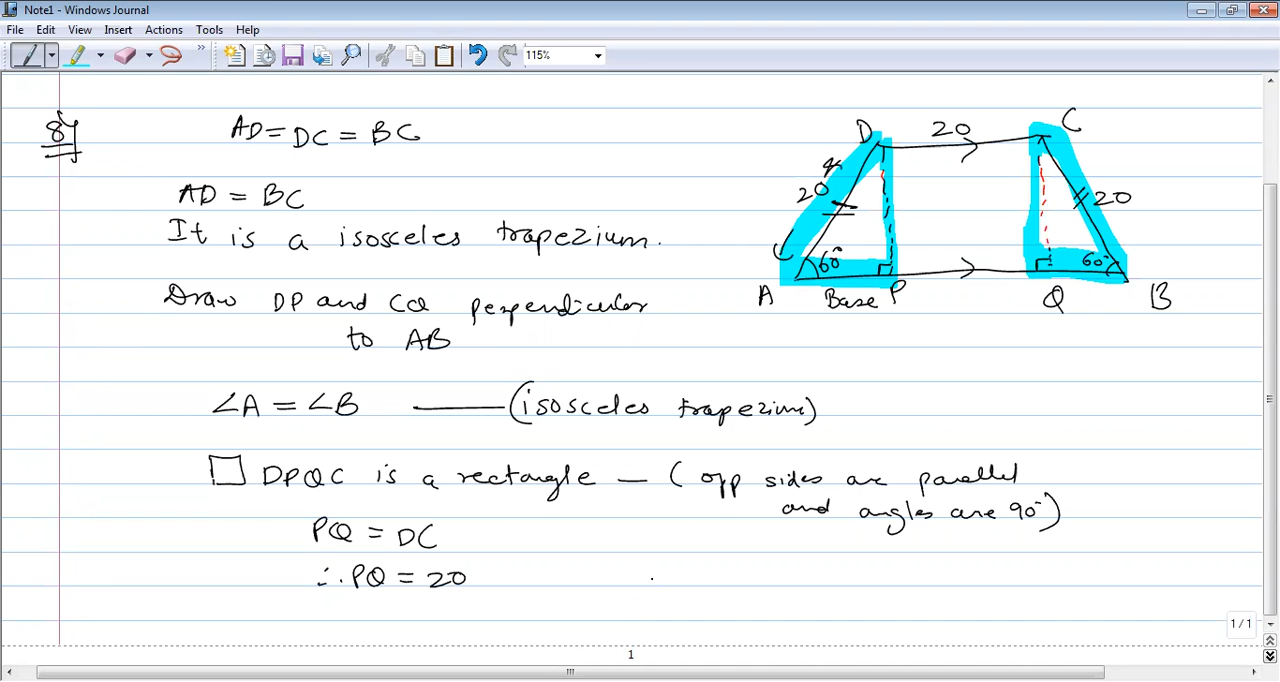 Note1 - Windows Journal
File Edit View Insert Actions Tools Help
115%
8]
AD = DC = BC
AD = BC
It is a isosceles trapezium.
Draw DP and CQ perpendicular
to AB
∠A = ∠B ——— (isosceles trapezium)
□ DPQC is a rectangle — ( opp sides are parallel
and angles are 90°)
PQ = DC
∴ PQ = 20
D 20 C
20 20
60° 60°
A Base P Q B
1 / 1
1